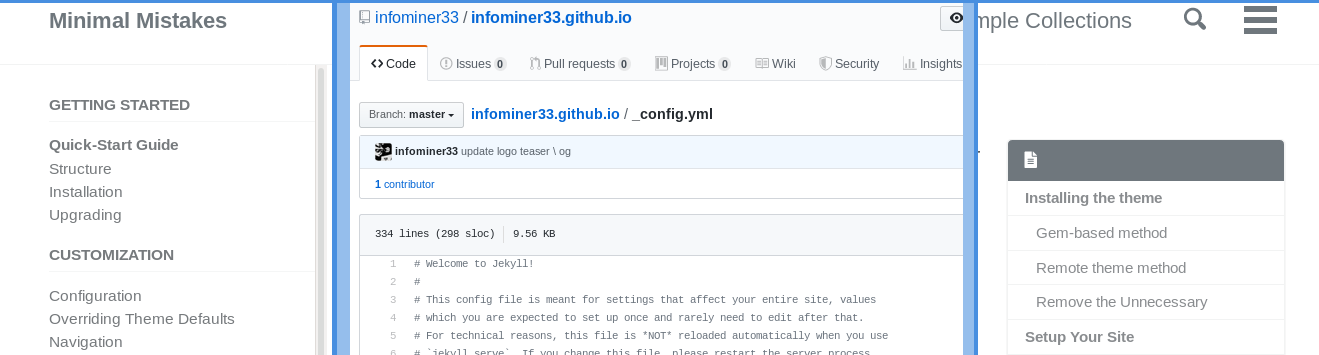 Minimal Mistakes
GETTING STARTED
Quick-Start Guide
Structure
Installation
Upgrading
CUSTOMIZATION
Configuration
Overriding Theme Defaults
Navigation
infominer33 / infominer33.github.io
Code Issues 0 Pull requests 0 Projects 0 Wiki Security Insights
Branch: master infominer33.github.io / _config.yml
infominer33 update logo teaser \ og
1 contributor
334 lines (298 sloc) 9.56 KB
1 # Welcome to Jekyll!
2 #
3 # This config file is meant for settings that affect your entire site, values
4 # which you are expected to set up once and rarely need to edit after that.
5 # For technical reasons, this file is *NOT* reloaded automatically when you use
6 # `jekyll serve`. If you change this file, please restart the server process
mple Collections
Installing the theme
Gem-based method
Remote theme method
Remove the Unnecessary
Setup Your Site